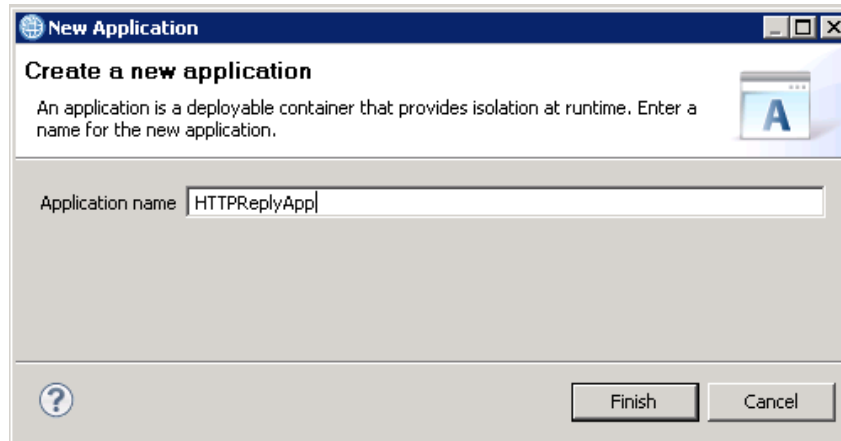 New Application
Create a new application
An application is a deployable container that provides isolation at runtime. Enter a
name for the new application.
A
Application name HTTPReplyApp
?
Finish Cancel